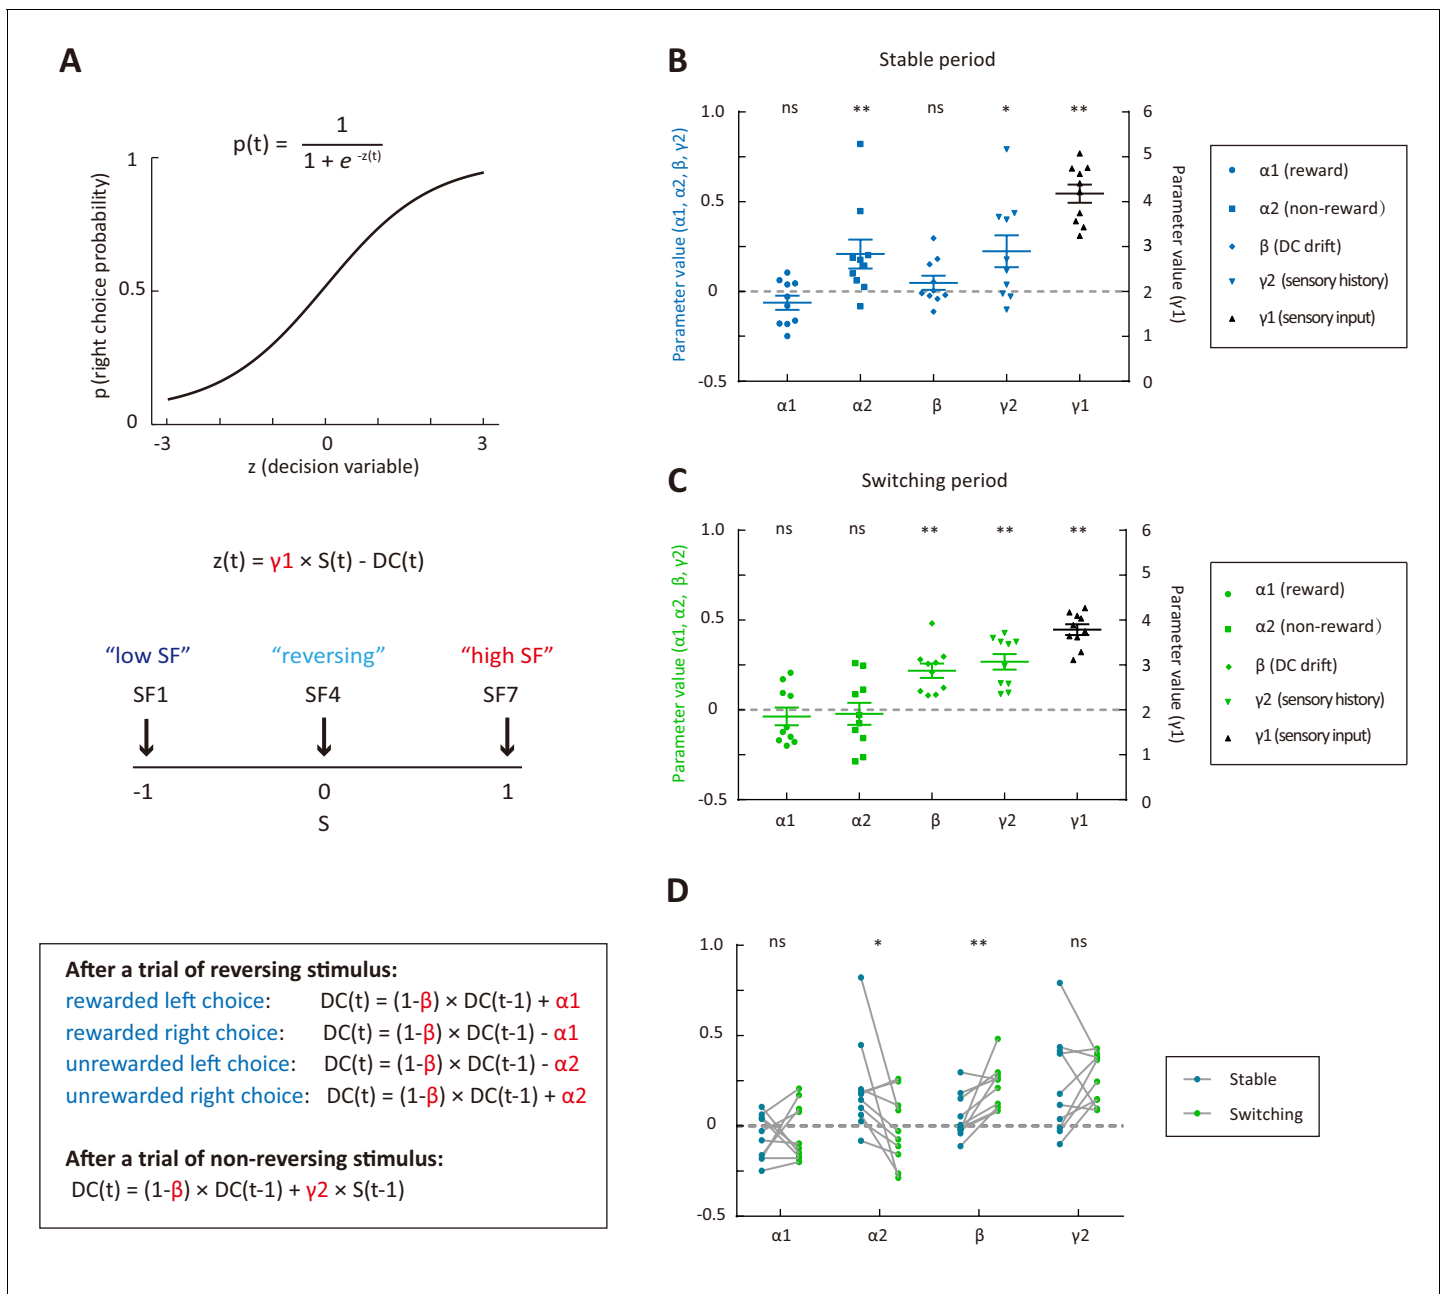 A
p(t) = 1 / 1 + e -z(t)
p (right choice probability)
1
0.5
0
-3
0
3
z (decision variable)
z(t) = γ1 × S(t) - DC(t)
“low SF” “reversing” “high SF”
SF1 SF4 SF7
-1 0 1
S
After a trial of reversing stimulus:
rewarded left choice: DC(t) = (1-β) × DC(t-1) + α1
rewarded right choice: DC(t) = (1-β) × DC(t-1) - α1
unrewarded left choice: DC(t) = (1-β) × DC(t-1) - α2
unrewarded right choice: DC(t) = (1-β) × DC(t-1) + α2
After a trial of non-reversing stimulus:
DC(t) = (1-β) × DC(t-1) + γ2 × S(t-1)
B
Stable period
Parameter value (α1, α2, β, γ2)
1.0
0.5
0
-0.5
ns ** ns * **
α1 α2 β γ2 γ1
6
5
4
3
2
1
0
Parameter value (γ1)
α1 (reward)
α2 (non-reward)
β (DC drift)
γ2 (sensory history)
γ1 (sensory input)
C
Switching period
Parameter value (α1, α2, β, γ2)
1.0
0.5
0
-0.5
ns ns ** ** **
α1 α2 β γ2 γ1
6
5
4
3
2
1
0
Parameter value (γ1)
α1 (reward)
α2 (non-reward)
β (DC drift)
γ2 (sensory history)
γ1 (sensory input)
D
1.0
0.5
0
-0.5
ns * ** ns
α1 α2 β γ2
Stable
Switching